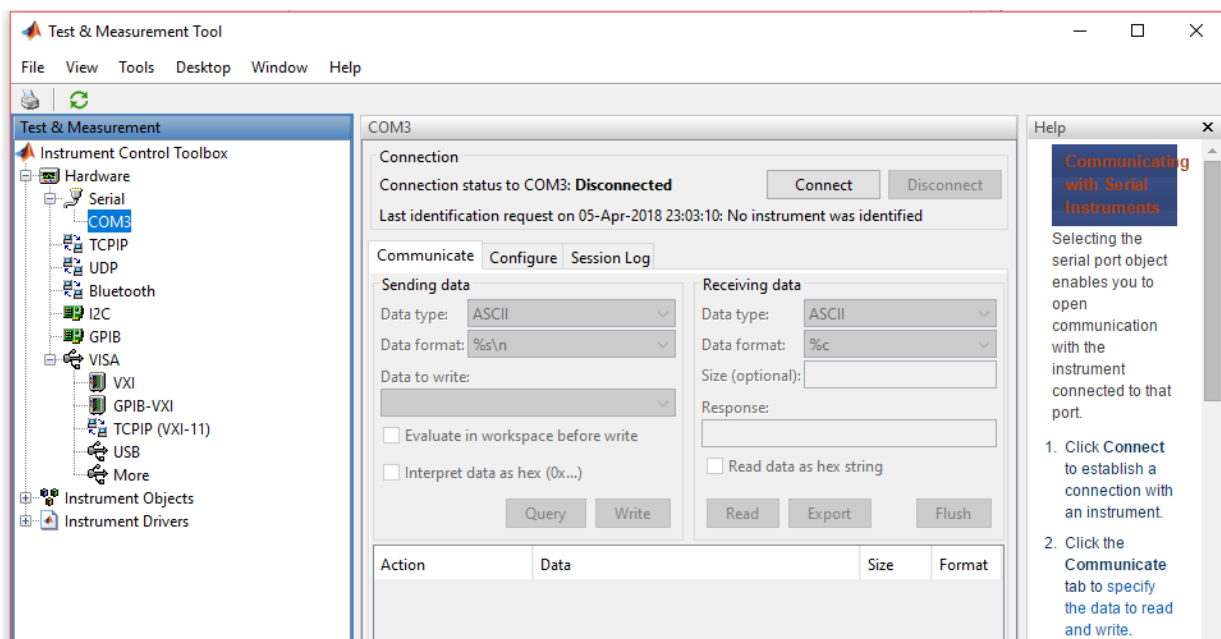 Test & Measurement Tool
File View Tools Desktop Window Help
Test & Measurement
Instrument Control Toolbox
Hardware
Serial
COM3
TCPIP
UDP
Bluetooth
I2C
GPIB
VISA
VXI
GPIB-VXI
TCPIP (VXI-11)
USB
More
Instrument Objects
Instrument Drivers
COM3
Connection
Connection status to COM3: Disconnected Connect Disconnect
Last identification request on 05-Apr-2018 23:03:10: No instrument was identified
Communicate Configure Session Log
Sending data
Data type: ASCII
Data format: %s\n
Data to write:
Evaluate in workspace before write
Interpret data as hex (0x...)
Query Write
Receiving data
Data type: ASCII
Data format: %c
Size (optional):
Response:
Read data as hex string
Read Export Flush
Action Data Size Format
Help
Communicating
with Serial
Instruments
Selecting the
serial port object
enables you to
open
communication
with the
instrument
connected to that
port.
1. Click Connect
to establish a
connection with
an instrument.
2. Click the
Communicate
tab to specify
the data to read
and write.